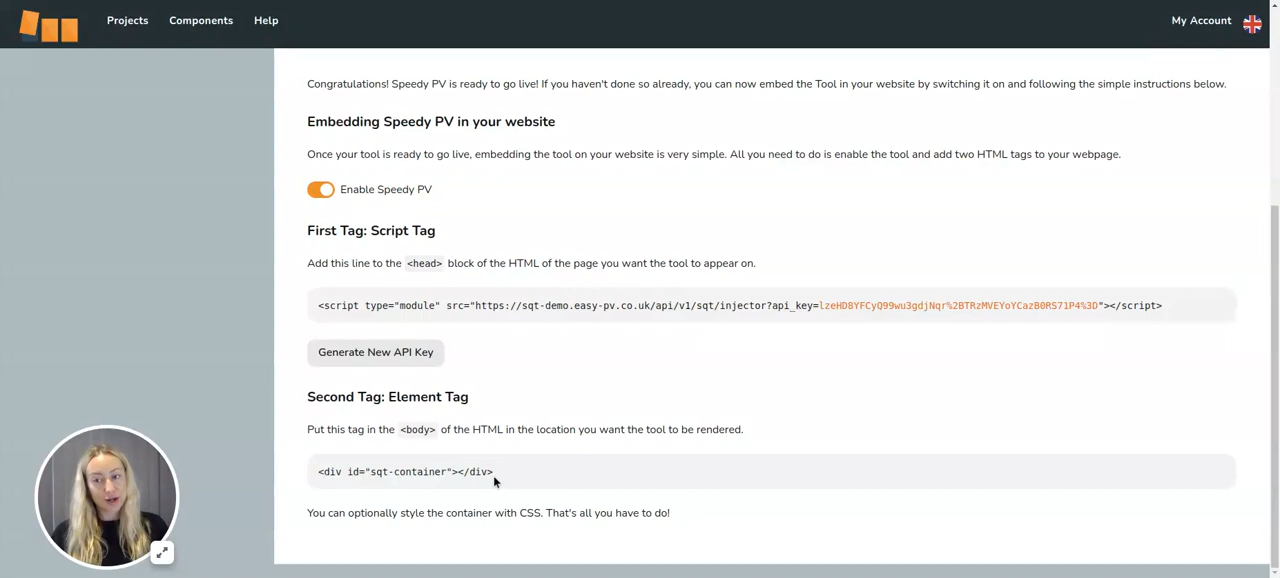 Projects Components Help My Account
Congratulations! Speedy PV is ready to go live! If you haven't done so already, you can now embed the Tool in your website by switching it on and following the simple instructions below.
Embedding Speedy PV in your website
Once your tool is ready to go live, embedding the tool on your website is very simple. All you need to do is enable the tool and add two HTML tags to your webpage.
Enable Speedy PV
First Tag: Script Tag
Add this line to the <head> block of the HTML of the page you want the tool to appear on.
<script type="module" src="https://sqt-demo.easy-pv.co.uk/api/v1/sqt/injector?api_key=lzeHD8YFCyQ99wu3gdjNqr%2BTRzMVEYoYCazB0RS71P4%3D"></script>
Generate New API Key
Second Tag: Element Tag
Put this tag in the <body> of the HTML in the location you want the tool to be rendered.
<div id="sqt-container"></div>
You can optionally style the container with CSS. That's all you have to do!